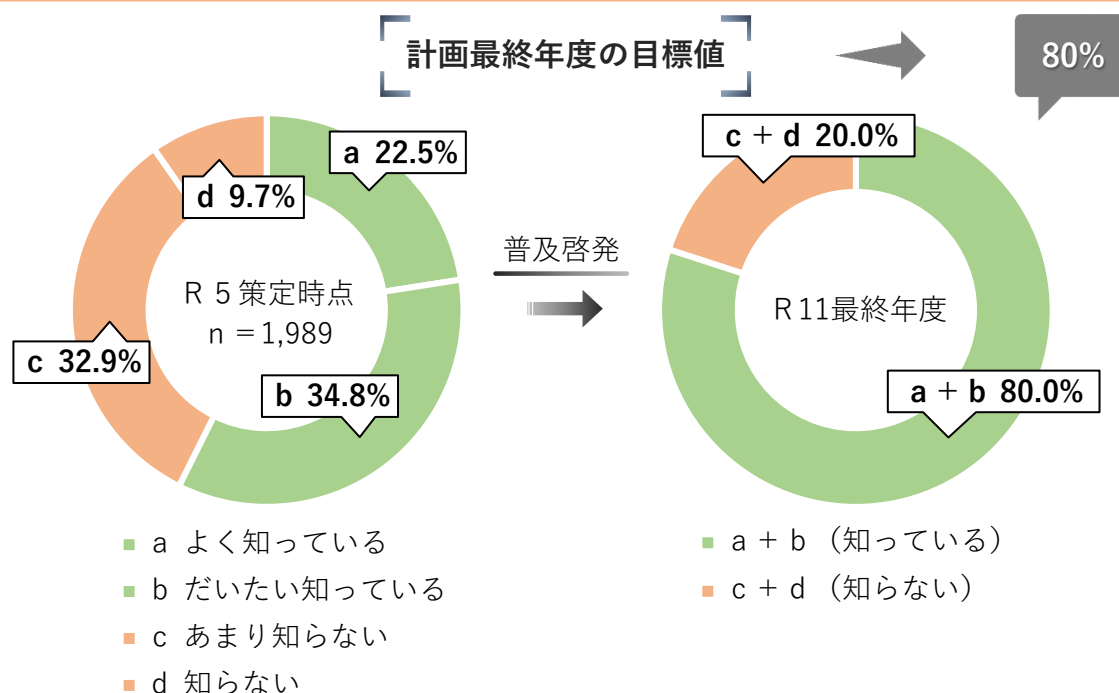 計画最終年度の目標値
80%
a 22.5%
d 9.7%
c 32.9%
b 34.8%
R 5 策定時点
n =1,989
普及啓発
c + d 20.0%
R11最終年度
a + b 80.0%
a よく知っている
b だいたい知っている
c あまり知らない
d 知らない
a + b （知っている）
c + d （知らない）